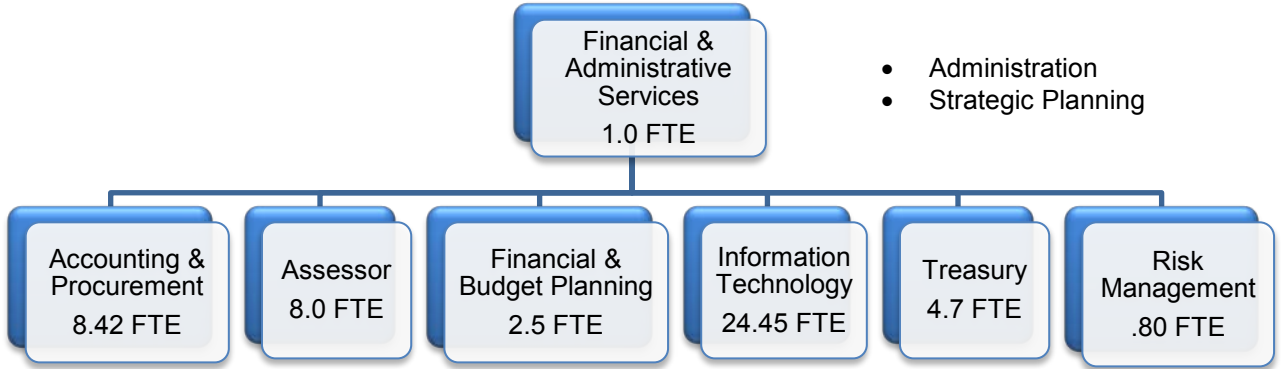 Financial &
Administrative
Services
1.0 FTE
• Administration
• Strategic Planning
Accounting &
Procurement
8.42 FTE
Assessor
8.0 FTE
Financial &
Budget Planning
2.5 FTE
Information
Technology
24.45 FTE
Treasury
4.7 FTE
Risk
Management
.80 FTE